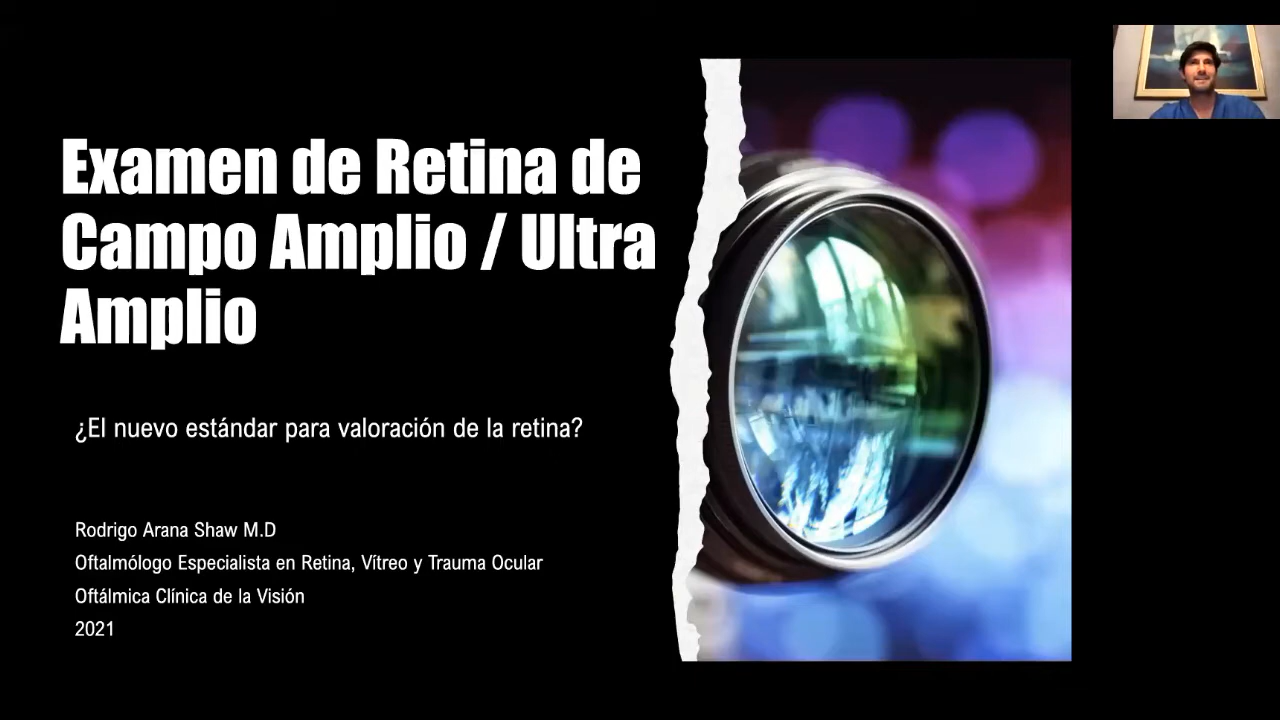 Examen de Retina de
Campo Amplio / Ultra
Amplio
¿El nuevo estándar para valoración de la retina?
Rodrigo Arana Shaw M.D
Oftalmólogo Especialista en Retina, Vítreo y Trauma Ocular
Oftálmica Clínica de la Visión
2021